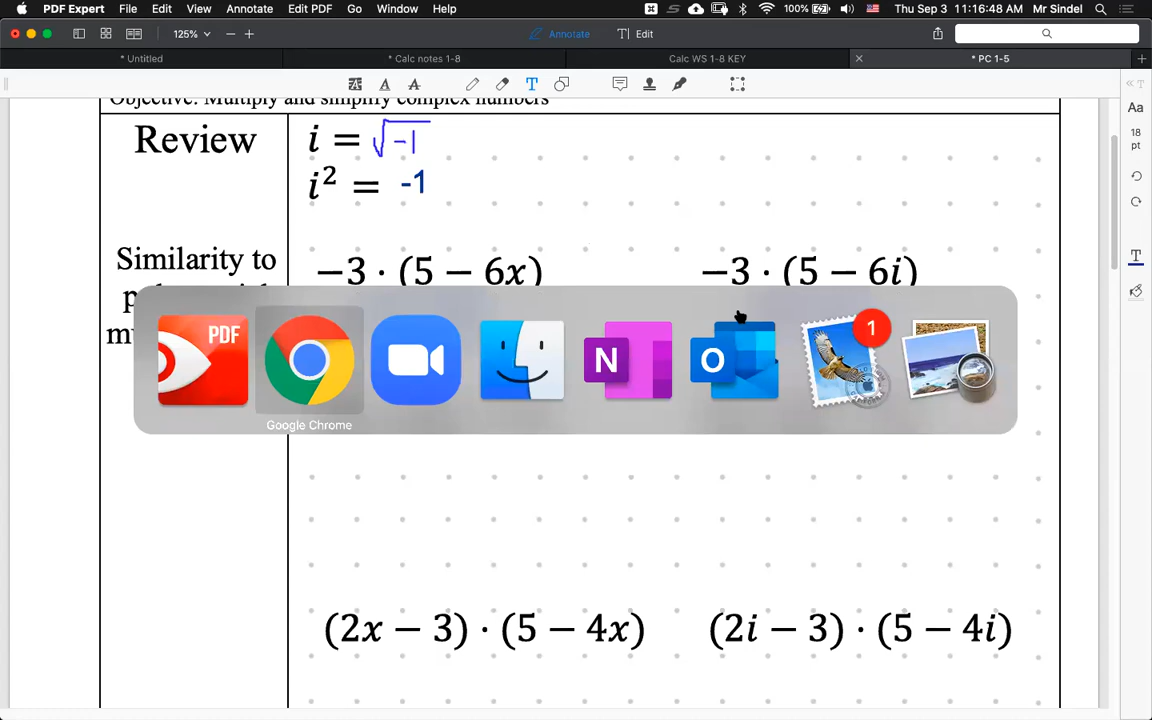 PDF Expert File Edit View Annotate Edit PDF Go Window Help 100% Thu Sep 3 11:16:48 AM Mr Sindel
125% Annotate Edit
* Untitled * Calc notes 1-8 Calc WS 1-8 KEY * PC 1-5
Objective: Multiply and simplify complex numbers
Aa
18
pt
Review
i = √-1
i² = -1
Similarity to
−3 · (5 − 6x) −3 · (5 − 6i)
PDF
N
O
1
Google Chrome
(2x − 3) · (5 − 4x) (2i − 3) · (5 − 4i)